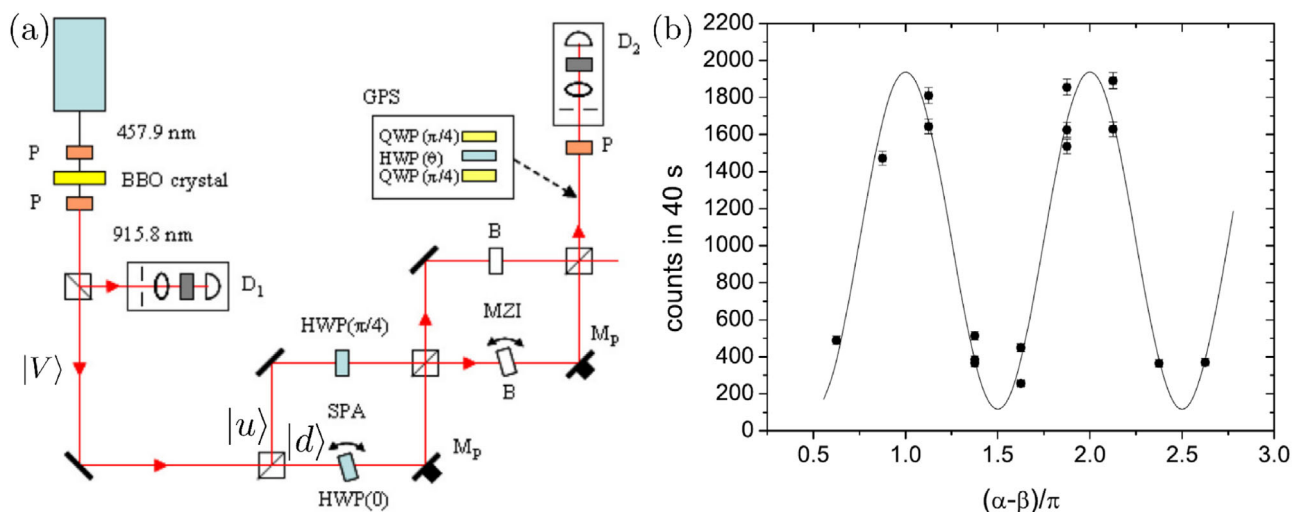 (a)
D₂
GPS
457.9 nm
P
QWP(π/4)
HWP(θ)
QWP(π/4)
P
BBO crystal
P
915.8 nm
B
D₁
MZI
HWP(π/4)
Mₚ
|V⟩
B
SPA
|u⟩
|d⟩
Mₚ
HWP(0)
(b)
counts in 40 s
2200
2000
1800
1600
1400
1200
1000
800
600
400
200
0
0.5 1.0 1.5 2.0 2.5 3.0
(α-β)/π